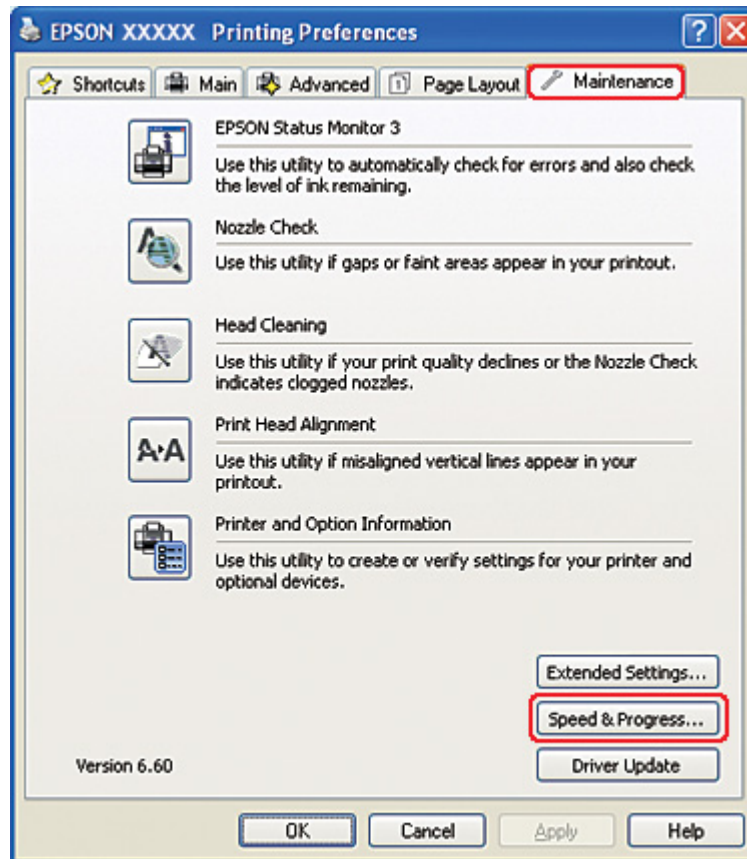 EPSON XXXXX Printing Preferences
Shortcuts Main Advanced 1 Page Layout Maintenance
EPSON Status Monitor 3
Use this utility to automatically check for errors and also check
the level of ink remaining.
Nozzle Check
Use this utility if gaps or faint areas appear in your printout.
Head Cleaning
Use this utility if your print quality declines or the Nozzle Check
indicates clogged nozzles.
Print Head Alignment
A A
Use this utility if misaligned vertical lines appear in your
printout.
Printer and Option Information
Use this utility to create or verify settings for your printer and
optional devices.
Extended Settings...
Speed & Progress...
Version 6.60 Driver Update
OK Cancel Apply Help